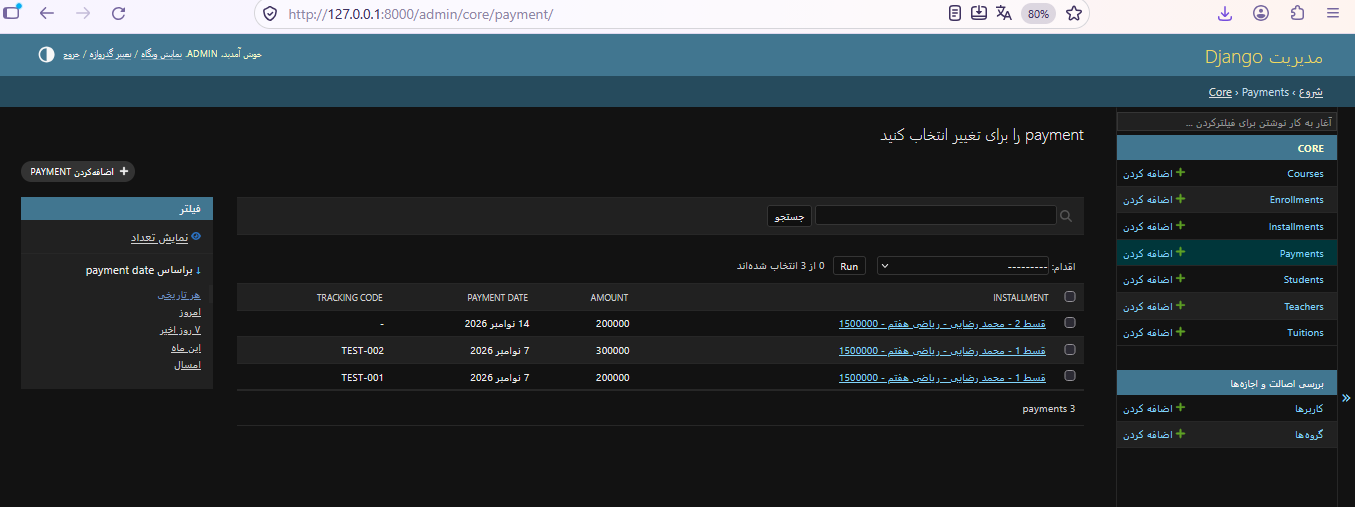 http://127.0.0.1:8000/admin/core/payment/
80%
مدیریت Django
خوش آمدید، ADMIN. نمایش وبگاه / تغییر گذرواژه / خروج
شروع › Core › Payments
آغاز به کار نوشتن برای فیلترکردن ...
CORE
Courses اضافه کردن
Enrollments اضافه کردن
Installments اضافه کردن
Payments اضافه کردن
Students اضافه کردن
Teachers اضافه کردن
Tuitions اضافه کردن
بررسی اصالت و اجازه‌ها
کاربرها اضافه کردن
گروه‌ها اضافه کردن
»
payment را برای تغییر انتخاب کنید
اضافه‌کردن PAYMENT +
جستجو
اقدام: --------- Run 0 از 3 انتخاب شده‌اند
INSTALLMENT AMOUNT PAYMENT DATE TRACKING CODE
قسط 2 - محمد رضایی - ریاضی هفتم - 1500000 200000 14 نوامبر 2026 -
قسط 1 - محمد رضایی - ریاضی هفتم - 1500000 300000 7 نوامبر 2026 TEST-002
قسط 1 - محمد رضایی - ریاضی هفتم - 1500000 200000 7 نوامبر 2026 TEST-001
3 payments
فیلتر
نمایش تعداد
↓ براساس payment date
هر تاریخی
امروز
۷ روز اخیر
این ماه
امسال